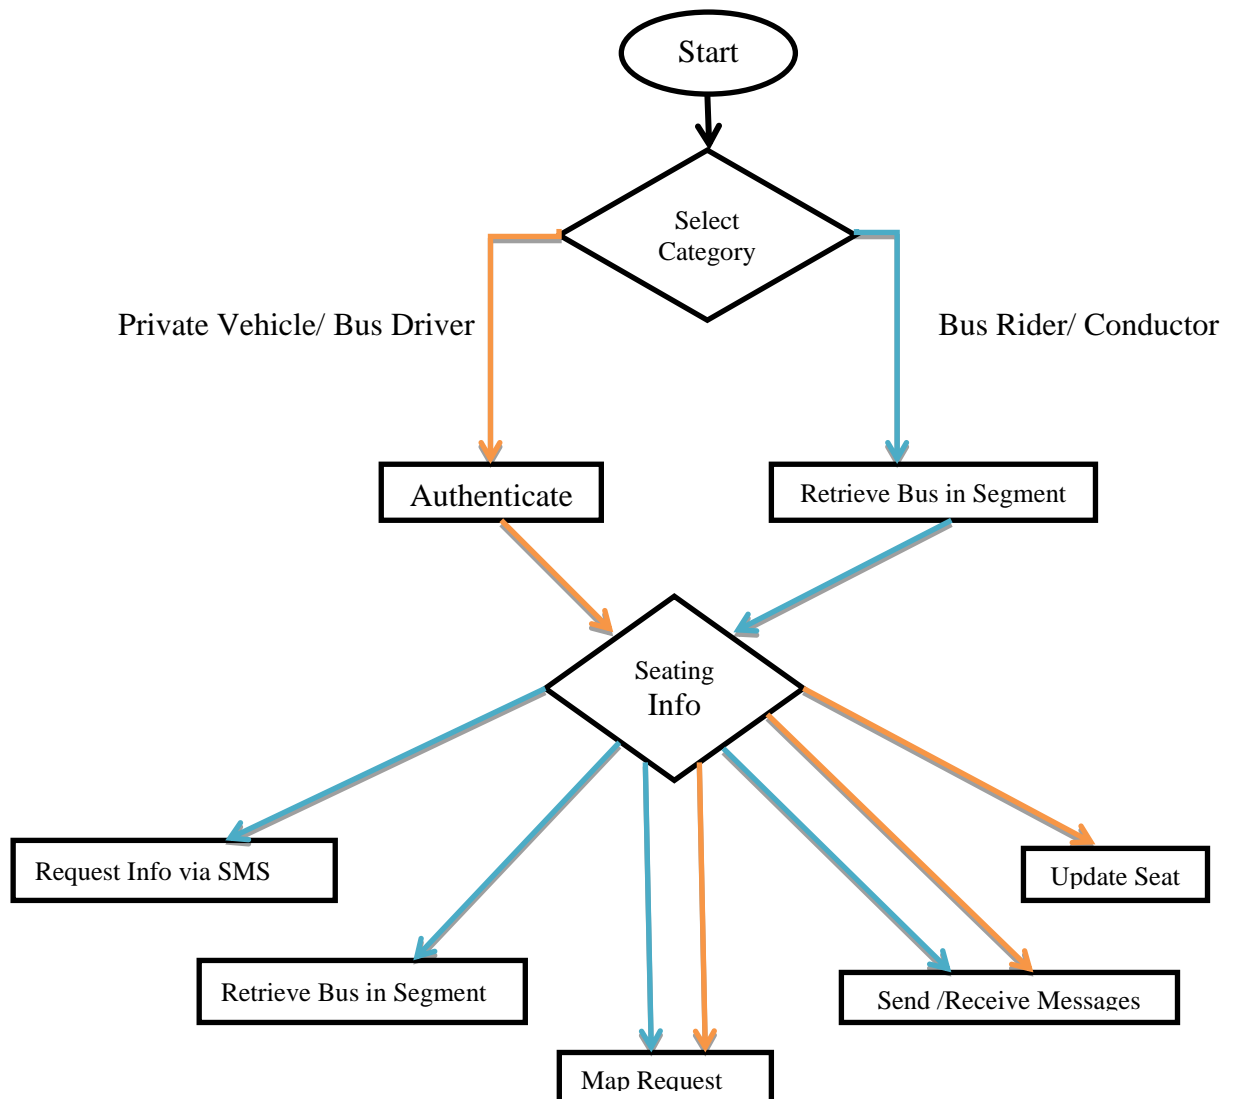 Start
Select
Category
Private Vehicle/ Bus Driver
Bus Rider/ Conductor
Authenticate
Retrieve Bus in Segment
Seating
Info
Request Info via SMS
Update Seat
Retrieve Bus in Segment
Send /Receive Messages
Map Request